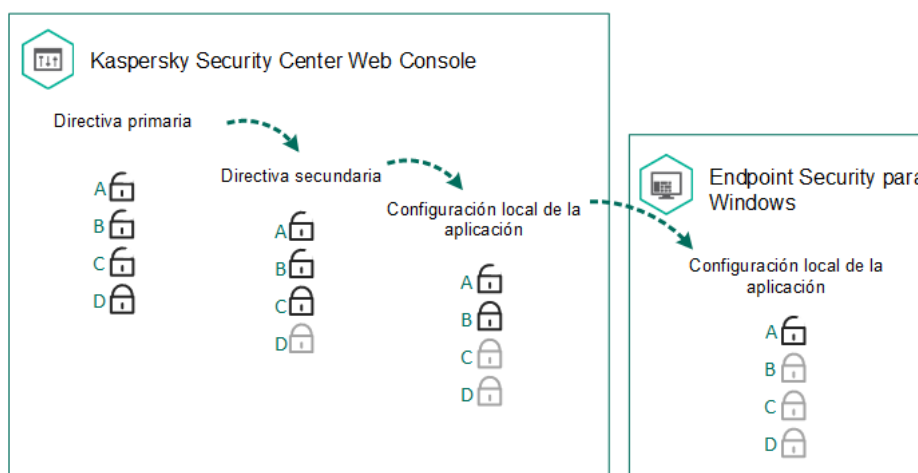 Kaspersky Security Center Web Console
Directiva primaria
A
B
C
D
Directiva secundaria
A
B
C
D
Configuración local de la
aplicación
A
B
C
D
Endpoint Security para
Windows
Configuración local de la
aplicación
A
B
C
D